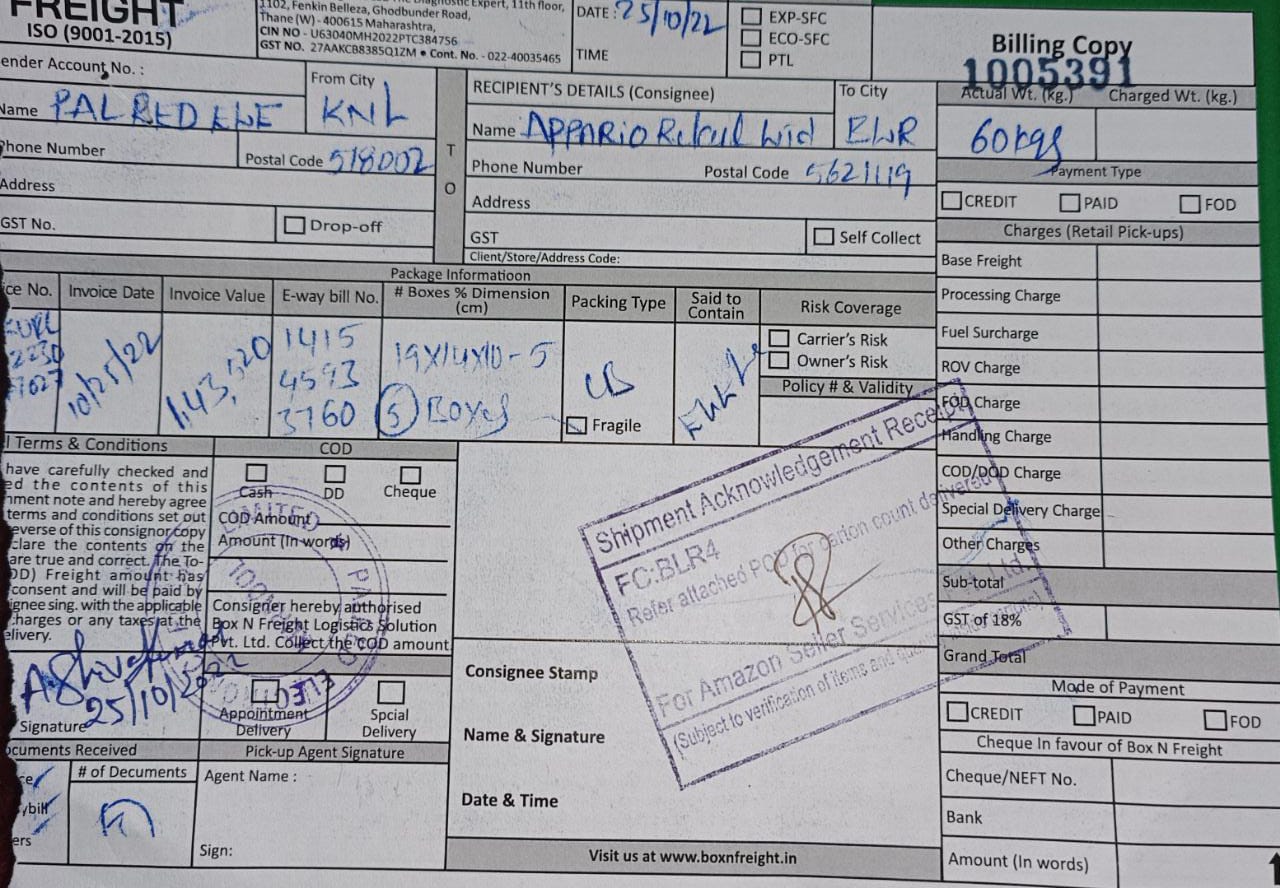 FREIGHT
ISO (9001-2015)
Expert, 11th floor,
1102, Fenkin Belleza, Ghodbunder Road,
Thane (W) - 400615 Maharashtra,
CIN NO - U63040MH2022PTC384756
GST NO. 27AAKCB8385Q1ZM • Cont. No. - 022-40035465
DATE : 25/10/22
TIME
EXP-SFC
ECO-SFC
PTL
Billing Copy
1005391
ender Account No. :
Name PALRED ELE
Phone Number
Postal Code 518002
Address
GST No.
Drop-off
From City
KNL
T
O
RECIPIENT'S DETAILS (Consignee)
Name APPARIO Retail
To City
Phone Number
Postal Code
Address
GST
Self Collect
Client/Store/Address Code:
Actual Wt. (kg.)
Charged Wt. (kg.)
60kgs
Payment Type
CREDIT
PAID
FOD
Charges (Retail Pick-ups)
Base Freight
Processing Charge
Fuel Surcharge
ROV Charge
FOD Charge
Handling Charge
COD/DOD Charge
Special Delivery Charge
Other Charges
Sub-total
GST of 18%
Grand Total
Mode of Payment
CREDIT
PAID
FOD
Cheque In favour of Box N Freight
Cheque/NEFT No.
Bank
Amount (In words)
Package Informatioon
ce No.
Invoice Date
Invoice Value
E-way bill No.
# Boxes % Dimension
(cm)
Packing Type
Said to
Contain
Risk Coverage
2230
10/25/22
1415
4593
3760
19X14X10-5
5 Boxes
CB
Fragile
Carrier's Risk
Owner's Risk
Policy # & Validity
l Terms & Conditions
have carefully checked and
ed the contents of this
nment note and hereby agree
terms and conditions set out
everse of this consignor copy
clare the contents on the
are true and correct. The To-
DD) Freight amount has
consent and will be paid by
ignee sing. with the applicable
charges or any taxes at the
elivery.
25/10/2022
Signature
COD
Cash
DD
Cheque
COD Amount
Amount (In words)
Consigner hereby authorised
Box N Freight Logistics Solution
Pvt. Ltd. Collect the COD amount
Appointment
Delivery
Spcial
Delivery
LIMITED
Shipment Acknowledgement Receipt
FC:BLR4
Refer attached POD for carton count delivered
For Amazon Seller Services Pvt. Ltd.
(Subject to verification of items and
Consignee Stamp
Name & Signature
Date & Time
ocuments Received
# of Documents
ybill
ers
Pick-up Agent Signature
Agent Name :
Sign:
Visit us at www.boxnfreight.in